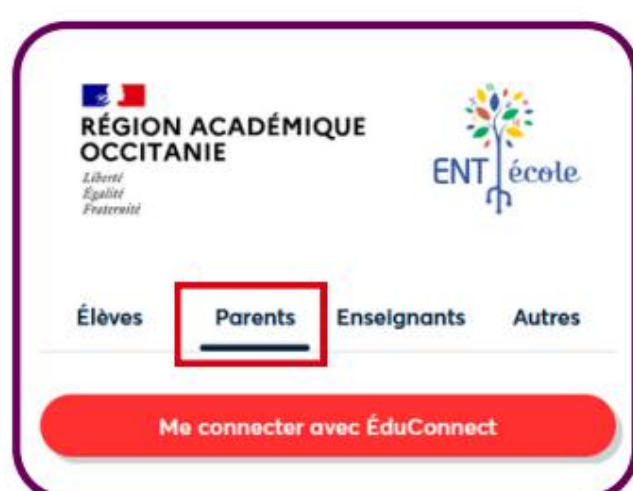 RÉGION ACADÉMIQUE
OCCITANIE
Liberté
Égalité
Fraternité
ENT école
Élèves Parents Enseignants Autres
Me connecter avec ÉduConnect